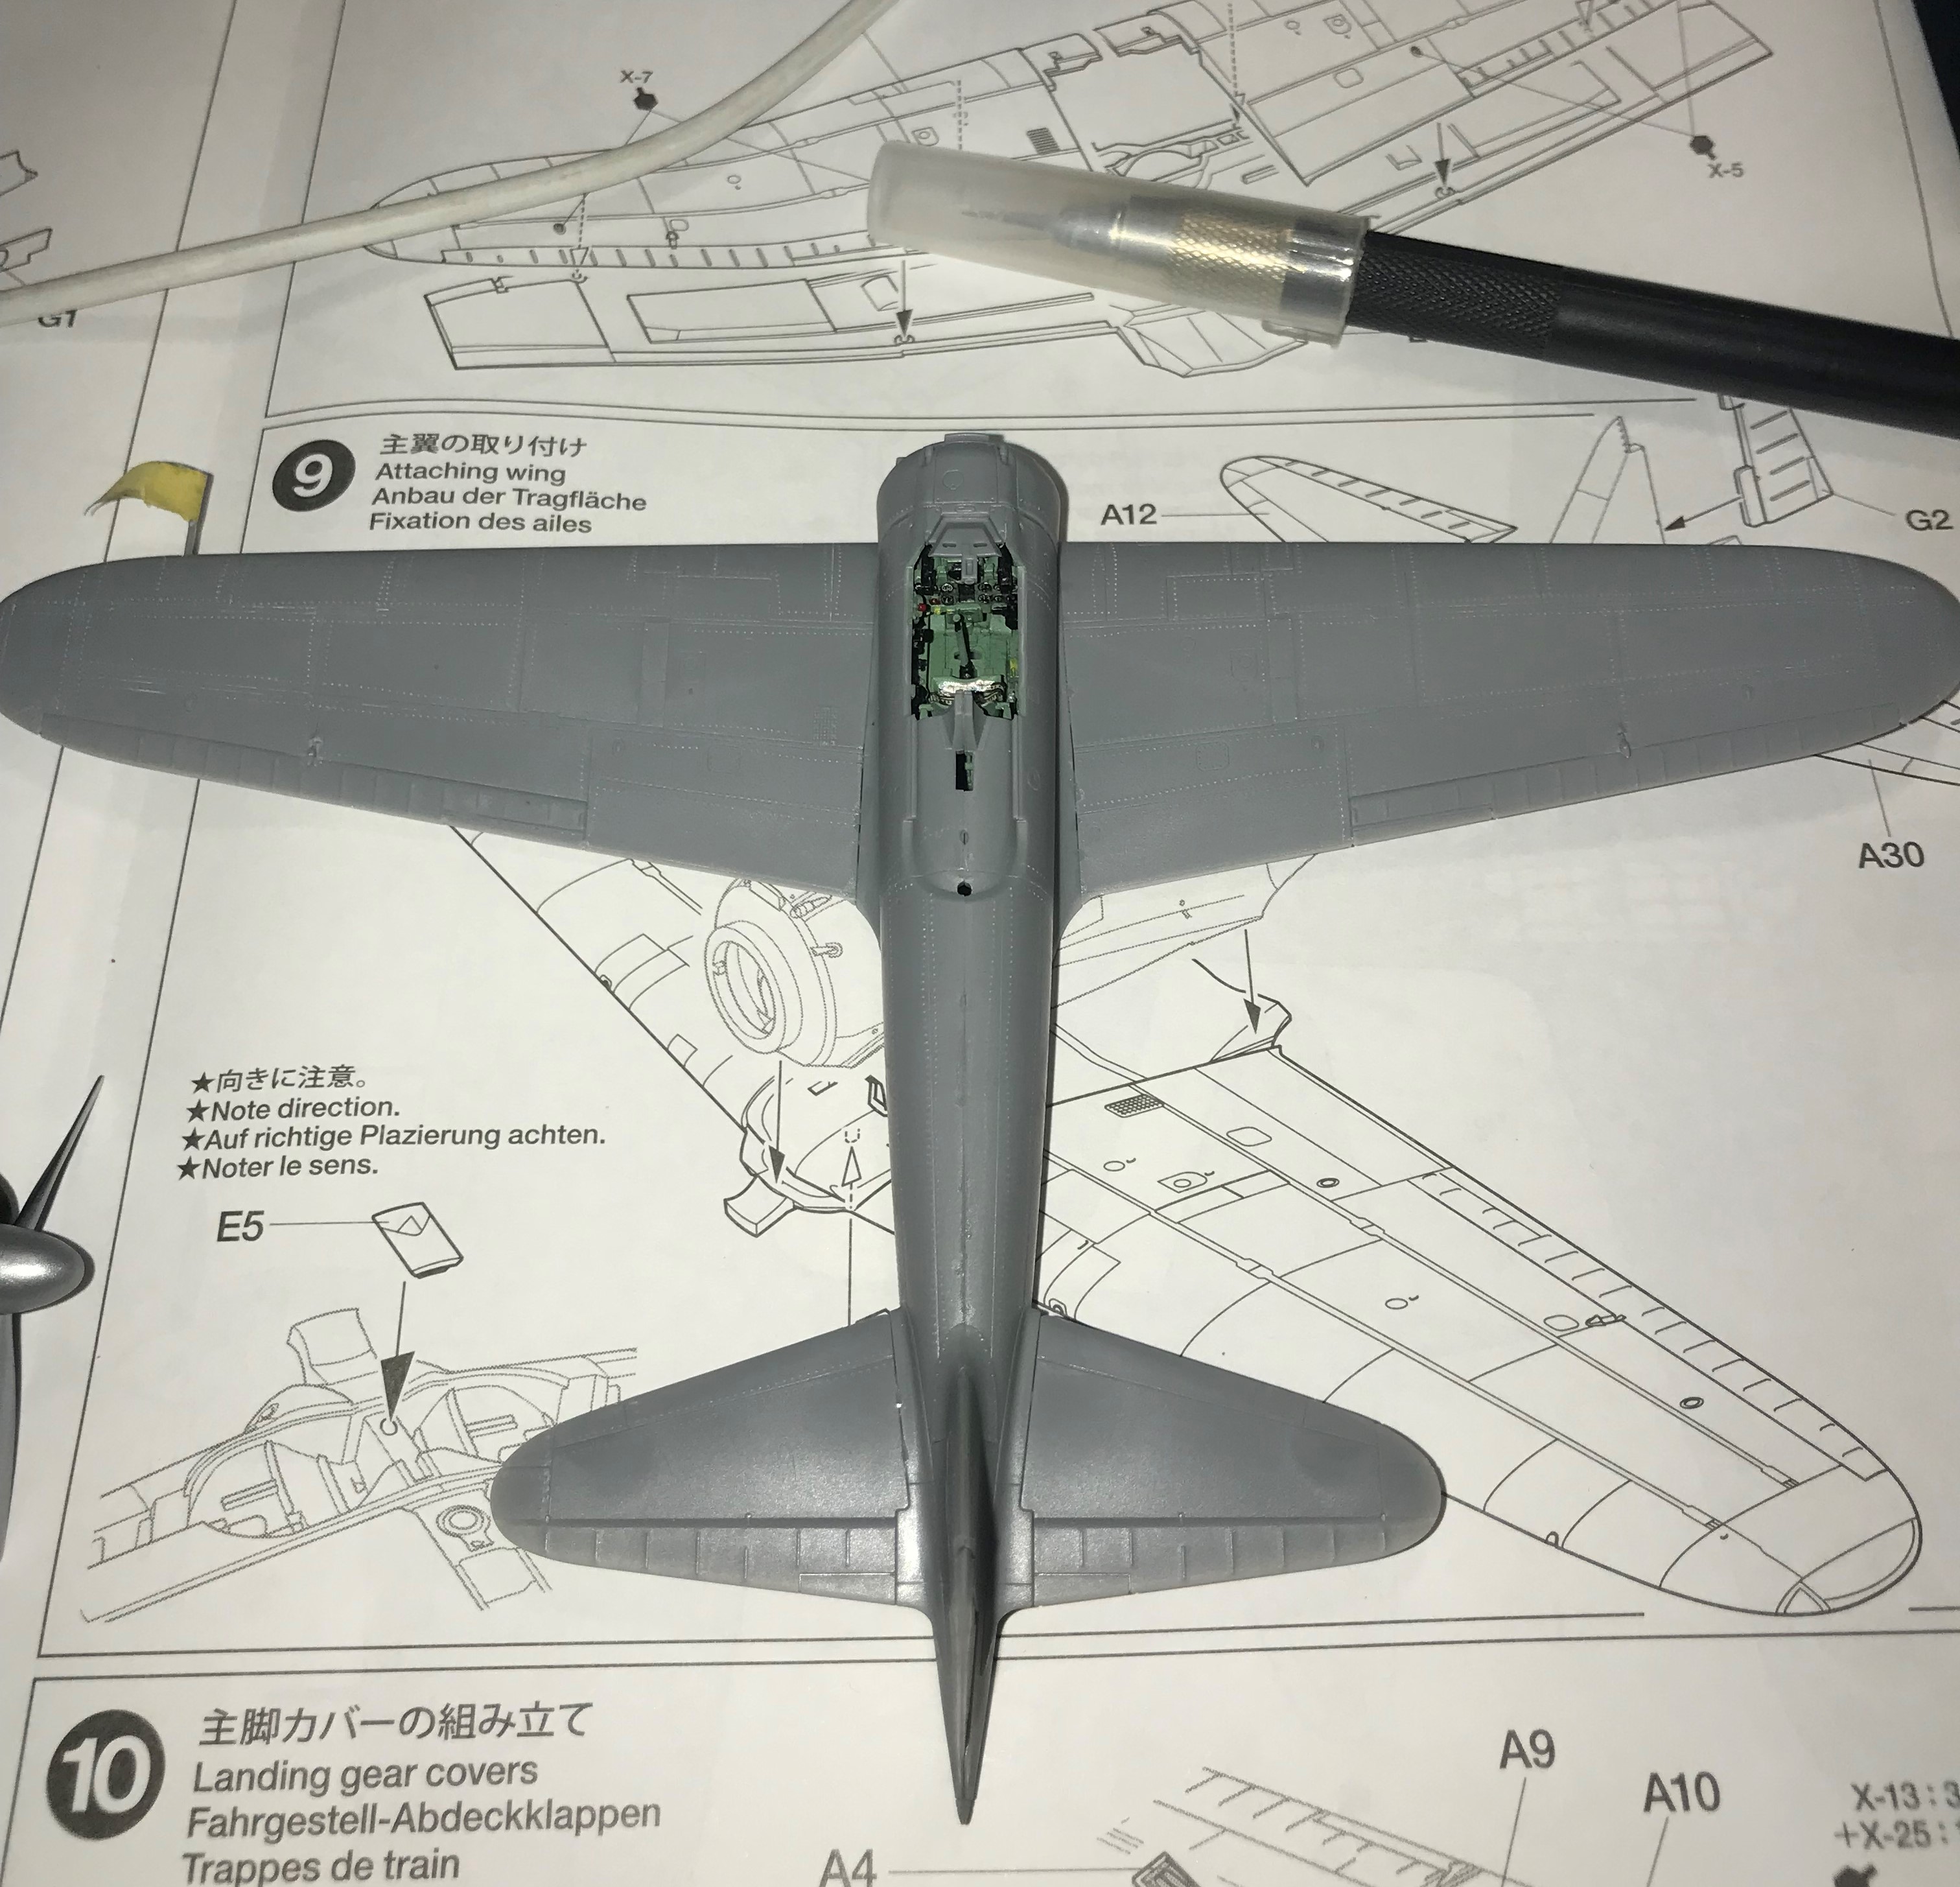 X-7
X-5
G1
9
主翼の取り付け
Attaching wing
Anbau der Tragfläche
Fixation des ailes
A12
G2
A30
★向きに注意。
★Note direction.
★Auf richtige Plazierung achten.
★Noter le sens.
E5
10
主脚カバーの組み立て
Landing gear covers
Fahrgestell-Abdeckklappen
Trappes de train
A4
A9
A10
X-13 : 3
+X-25 :